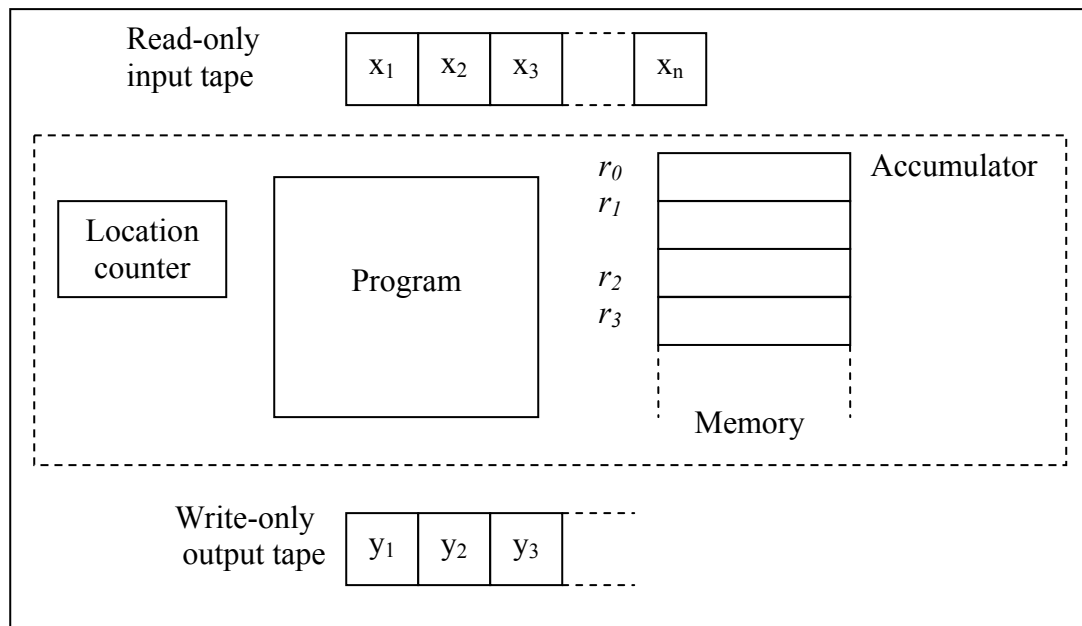 Read-only
input tape
x₁ x₂ x₃ xₙ
r₀ Accumulator
r₁
Location
counter
Program
r₂
r₃
Memory
Write-only
output tape
y₁ y₂ y₃